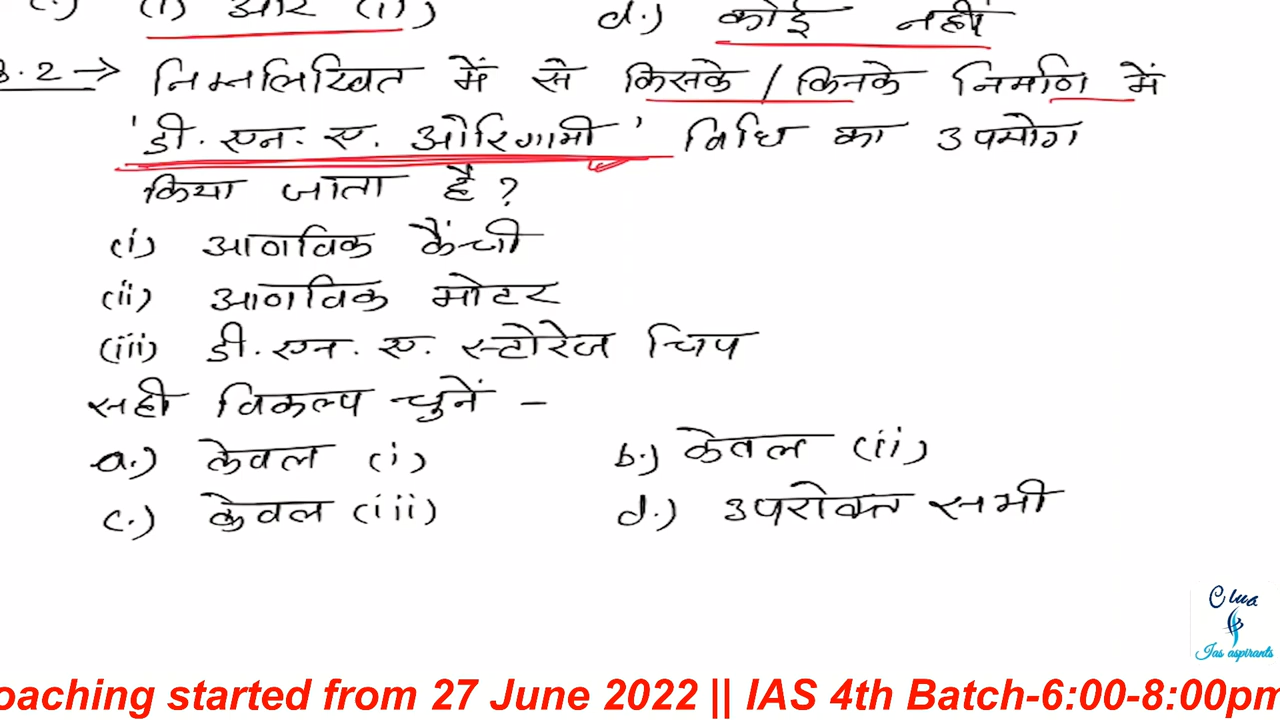 (i) और (ii) d.) कोई नहीं
2 → निम्नलिखित में से किसके / किनके निर्माण में
'डी. एन. ए. ओरिगामी' विधि का उपयोग
किया जाता है?
(i) आणविक कैंची
(ii) आणविक मोटर
(iii) डी. एन. ए. स्टोरेज चिप
सही विकल्प चुनें -
a.) केवल (i) b.) केवल (ii)
c.) केवल (iii) d.) उपरोक्त सभी
Clue
Ias aspirants
oaching started from 27 June 2022 || IAS 4th Batch-6:00-8:00pm